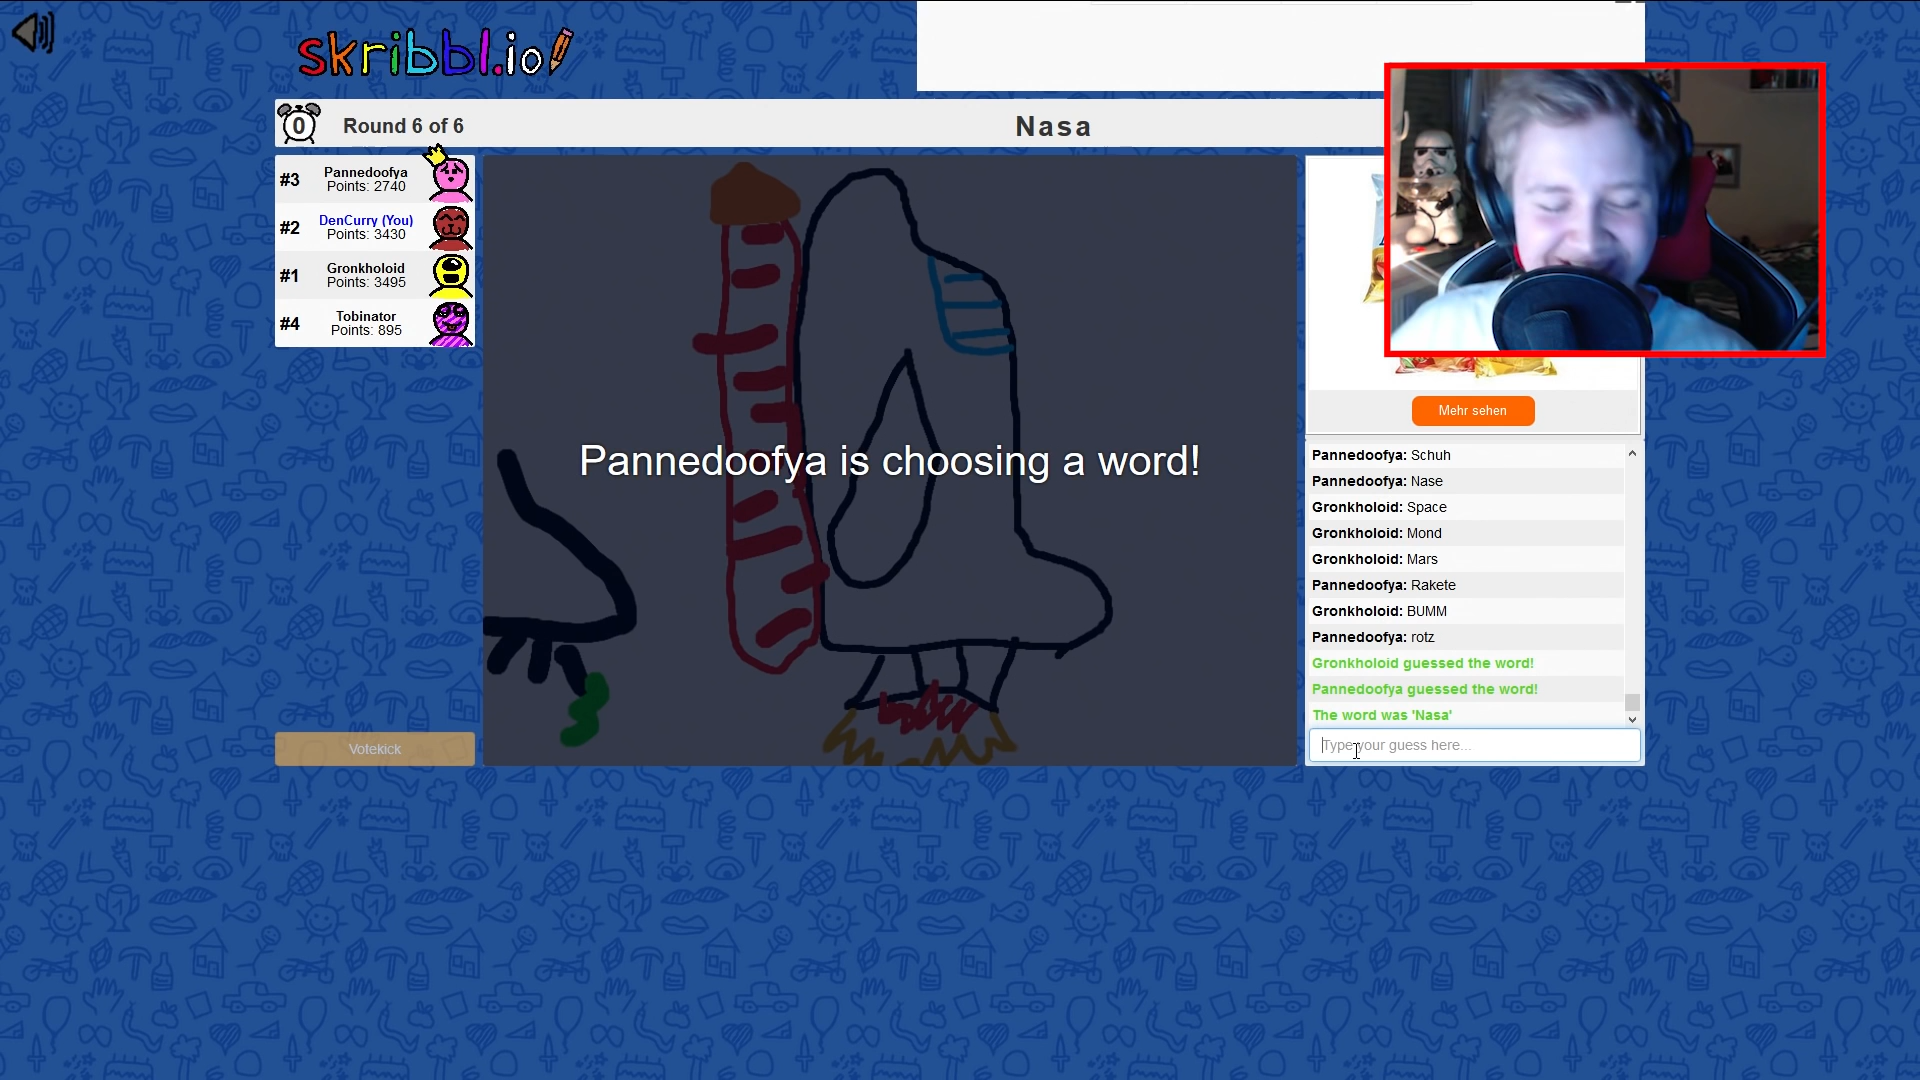 skribbl.io
0
Round 6 of 6
Nasa
#3
Pannedoofya
Points: 2740
#2
DenCurry (You)
Points: 3430
#1
Gronkholoid
Points: 3495
#4
Tobinator
Points: 895
Pannedoofya is choosing a word!
Votekick
Mehr sehen
Pannedoofya: Schuh
Pannedoofya: Nase
Gronkholoid: Space
Gronkholoid: Mond
Gronkholoid: Mars
Pannedoofya: Rakete
Gronkholoid: BUMM
Pannedoofya: rotz
Gronkholoid guessed the word!
Pannedoofya guessed the word!
The word was 'Nasa'
Type your guess here...